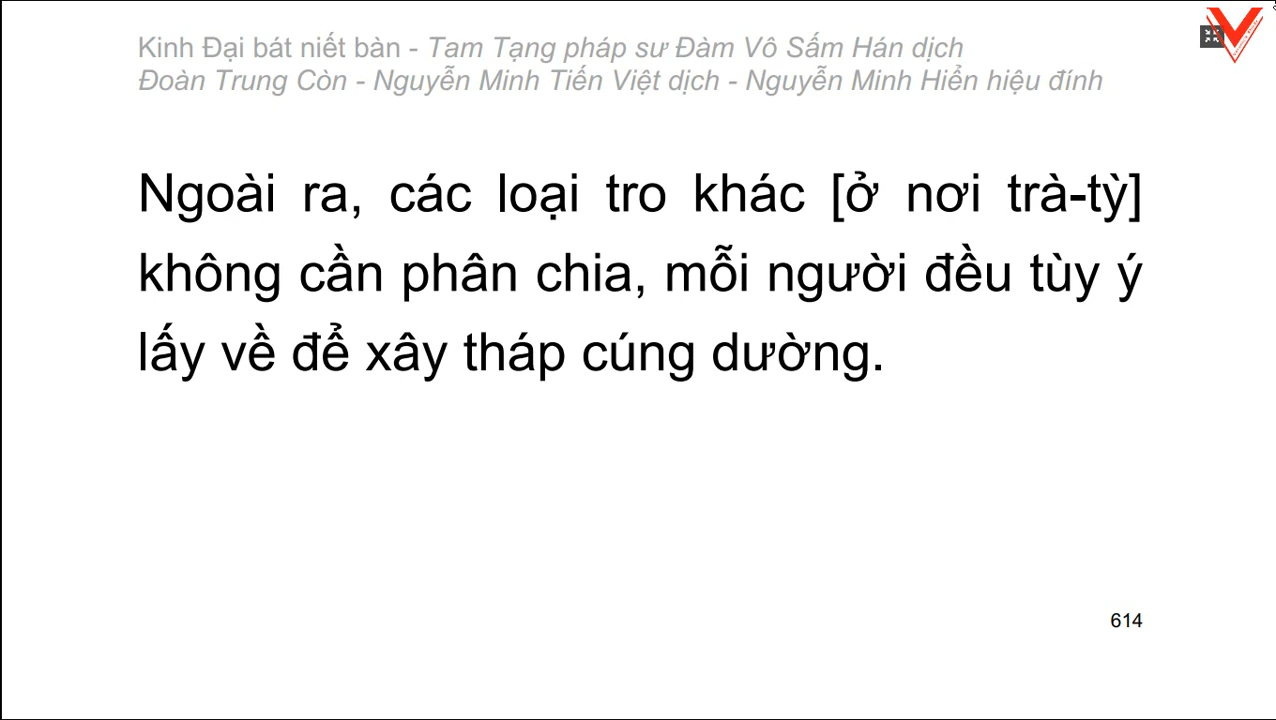 Kinh Đại bát niết bàn - Tam Tạng pháp sư Đàm Vô Sấm Hán dịch
Đoàn Trung Còn - Nguyễn Minh Tiến Việt dịch - Nguyễn Minh Hiển hiệu đính
Ngoài ra, các loại tro khác [ở nơi trà-tỳ]
không cần phân chia, mỗi người đều tùy ý
lấy về để xây tháp cúng dường.
614